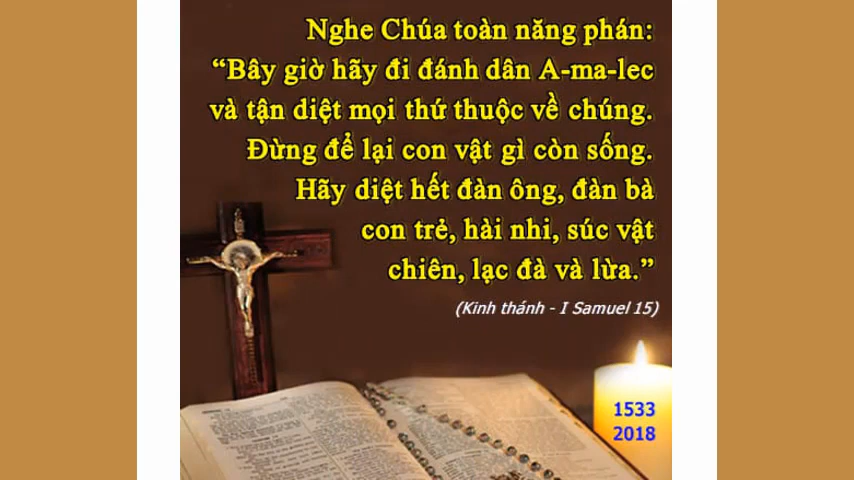 Nghe Chúa toàn năng phán:
“Bây giờ hãy đi đánh dân A-ma-lec
và tận diệt mọi thứ thuộc về chúng.
Đừng để lại con vật gì còn sống.
Hãy diệt hết đàn ông, đàn bà
con trẻ, hài nhi, súc vật
chiên, lạc đà và lừa.”
(Kinh thánh - I Samuel 15)
1533
2018